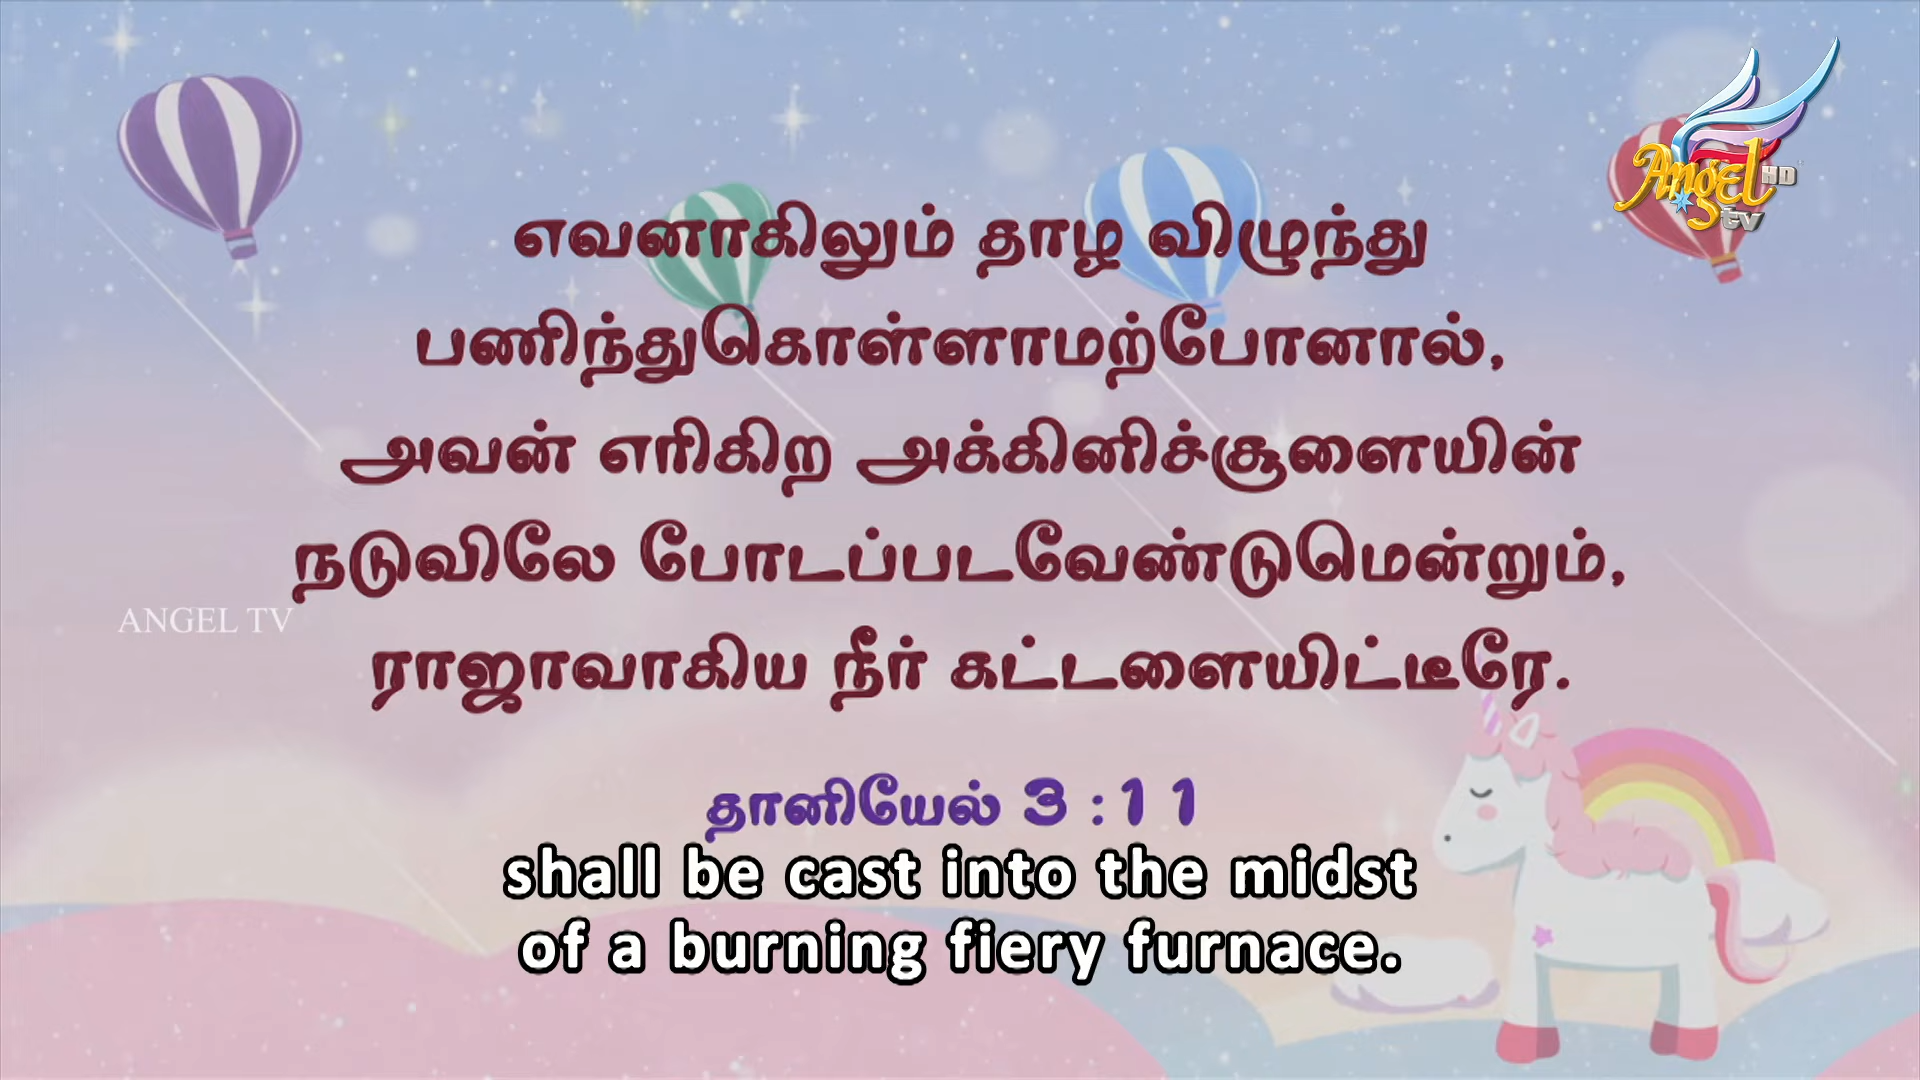 Angel HD
tv
எவனாகிலும் தாழ விழுந்து
பணிந்துகொள்ளாமற்போனால்,
அவன் எரிகிற அக்கினிச்சூளையின்
நடுவிலே போடப்படவேண்டுமென்றும்,
ANGEL TV
ராஜாவாகிய நீர் கட்டளையிட்டீரே.
தானியேல் 3 : 11
shall be cast into the midst
of a burning fiery furnace.